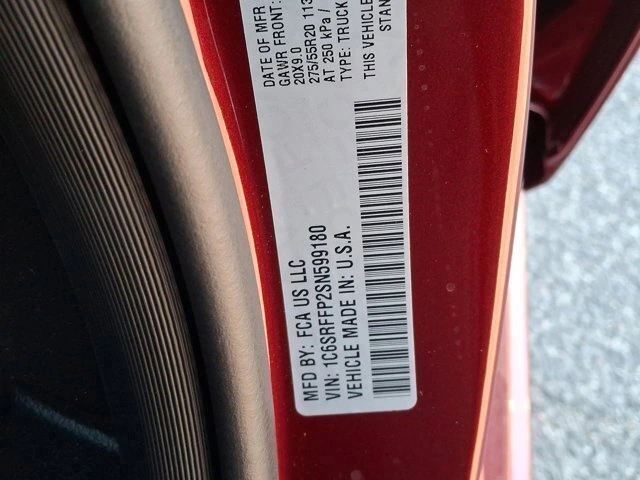 MFD BY: FCA US LLC
DATE OF MFR
VIN: 1C6SRFFP2SN599180
GAWR FRONT:
VEHICLE MADE IN: U.S.A.
20X9.0
275/55R20 113
AT 250 kPa /
TYPE: TRUCK
THIS VEHICLE
STAN